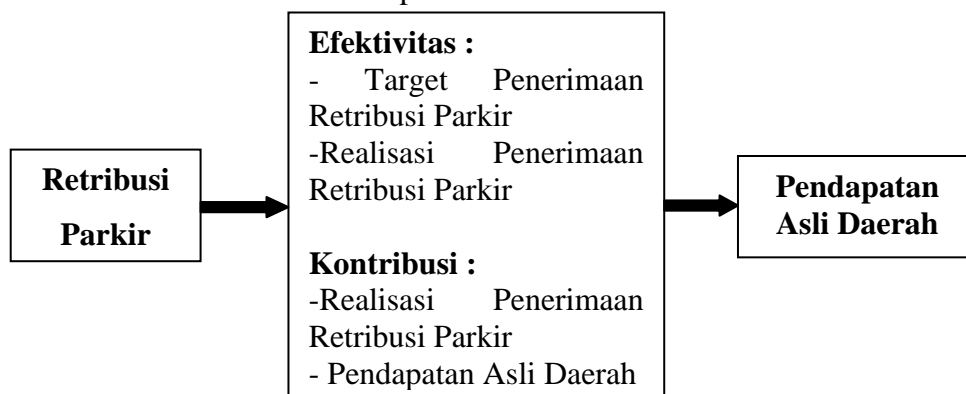 Retribusi
Parkir
Efektivitas :
- Target Penerimaan
Retribusi Parkir
-Realisasi Penerimaan
Retribusi Parkir
Kontribusi :
-Realisasi Penerimaan
Retribusi Parkir
- Pendapatan Asli Daerah
Pendapatan
Asli Daerah